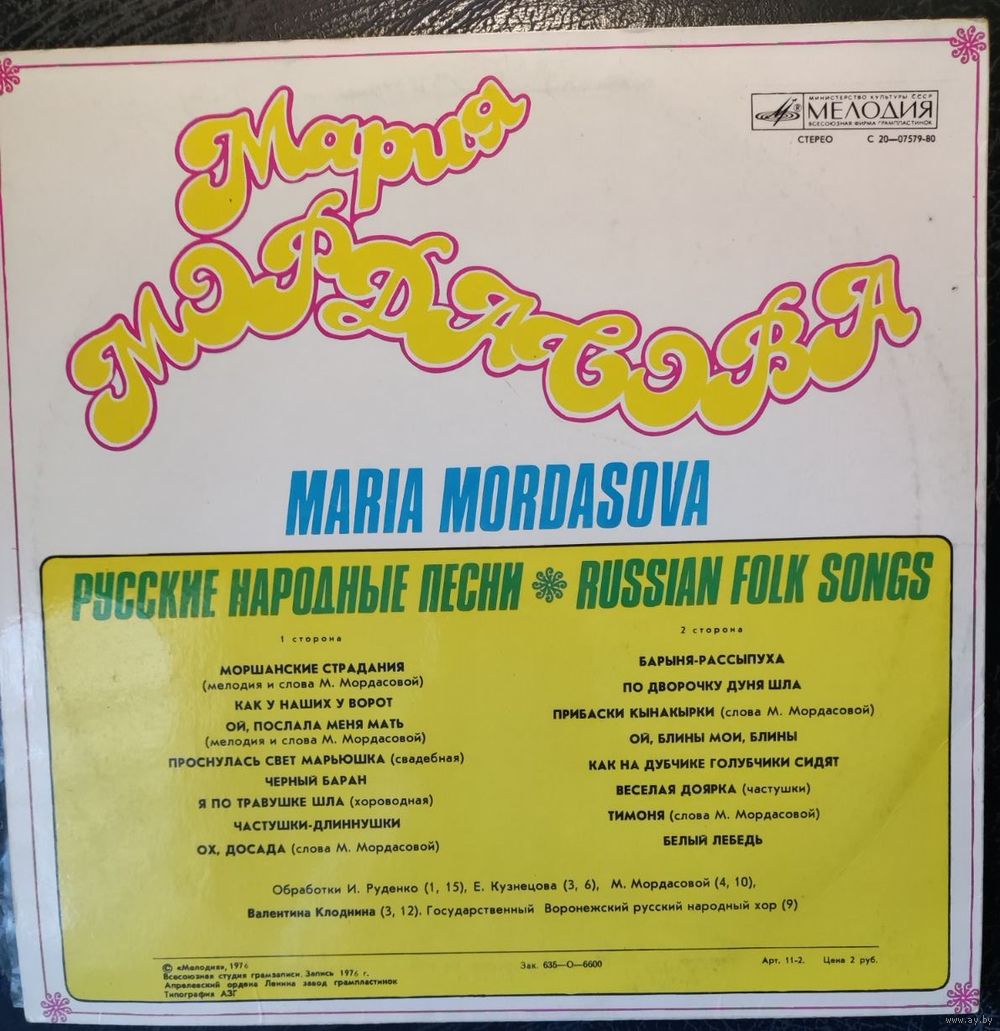 Мария
МОРДАСОВА
МИНИСТЕРСТВО КУЛЬТУРЫ СССР
МЕЛОДИЯ
ВСЕСОЮЗНАЯ ФИРМА ГРАМПЛАСТИНОК
СТЕРЕО С 20—07579-80
MARIA MORDASOVA
РУССКИЕ НАРОДНЫЕ ПЕСНИ RUSSIAN FOLK SONGS
1 сторона
МОРШАНСКИЕ СТРАДАНИЯ
(мелодия и слова М. Мордасовой)
КАК У НАШИХ У ВОРОТ
ОЙ, ПОСЛАЛА МЕНЯ МАТЬ
(мелодия и слова М. Мордасовой)
ПРОСНУЛАСЬ СВЕТ МАРЬЮШКА (свадебная)
ЧЕРНЫЙ БАРАН
Я ПО ТРАВУШКЕ ШЛА (хороводная)
ЧАСТУШКИ-ДЛИННУШКИ
ОХ, ДОСАДА (слова М. Мордасовой)
2 сторона
БАРЫНЯ-РАССЫПУХА
ПО ДВОРОЧКУ ДУНЯ ШЛА
ПРИБАСКИ КЫНАКЫРКИ (слова М. Мордасовой)
ОЙ, БЛИНЫ МОИ, БЛИНЫ
КАК НА ДУБЧИКЕ ГОЛУБЧИКИ СИДЯТ
ВЕСЕЛАЯ ДОЯРКА (частушки)
ТИМОНЯ (слова М. Мордасовой)
БЕЛЫЙ ЛЕБЕДЬ
Обработки И. Руденко (1, 15), Е. Кузнецова (3, 6), М. Мордасовой (4, 10),
Валентина Клоднина (3, 12). Государственный Воронежский русский народный хор (9)
© «Мелодия», 1976
Всесоюзная студия грамзаписи. Запись 1976 г.
Апрелевский ордена Ленина завод грампластинок
Типография АЗГ
Зак. 635—О—6600
Арт. 11-2. Цена 2 руб.
www.ay.by